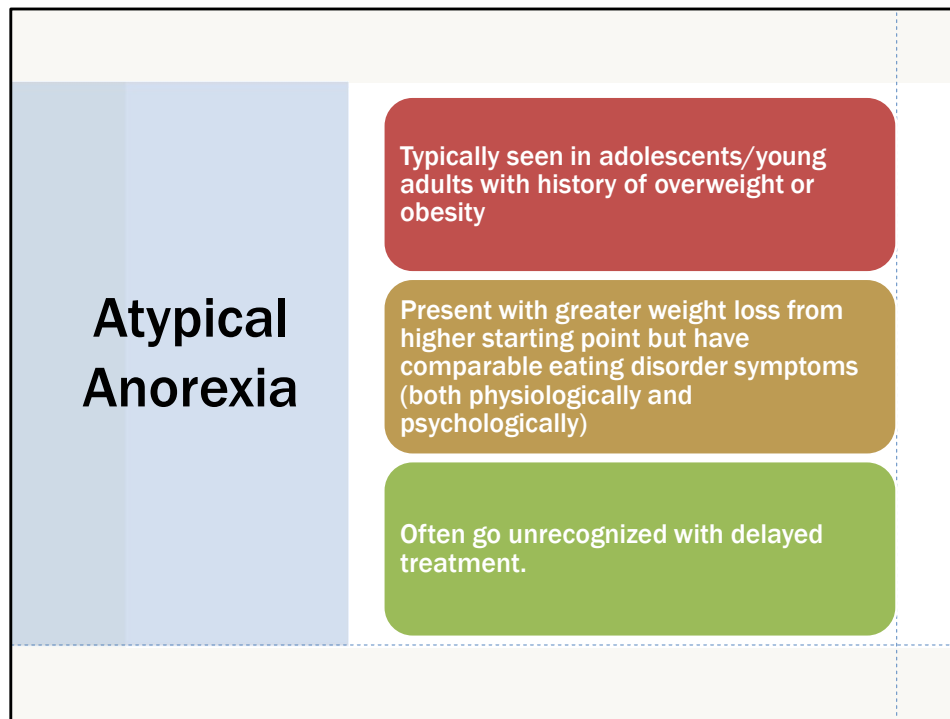 Atypical
Anorexia
Typically seen in adolescents/young
adults with history of overweight or
obesity
Present with greater weight loss from
higher starting point but have
comparable eating disorder symptoms
(both physiologically and
psychologically)
Often go unrecognized with delayed
treatment.